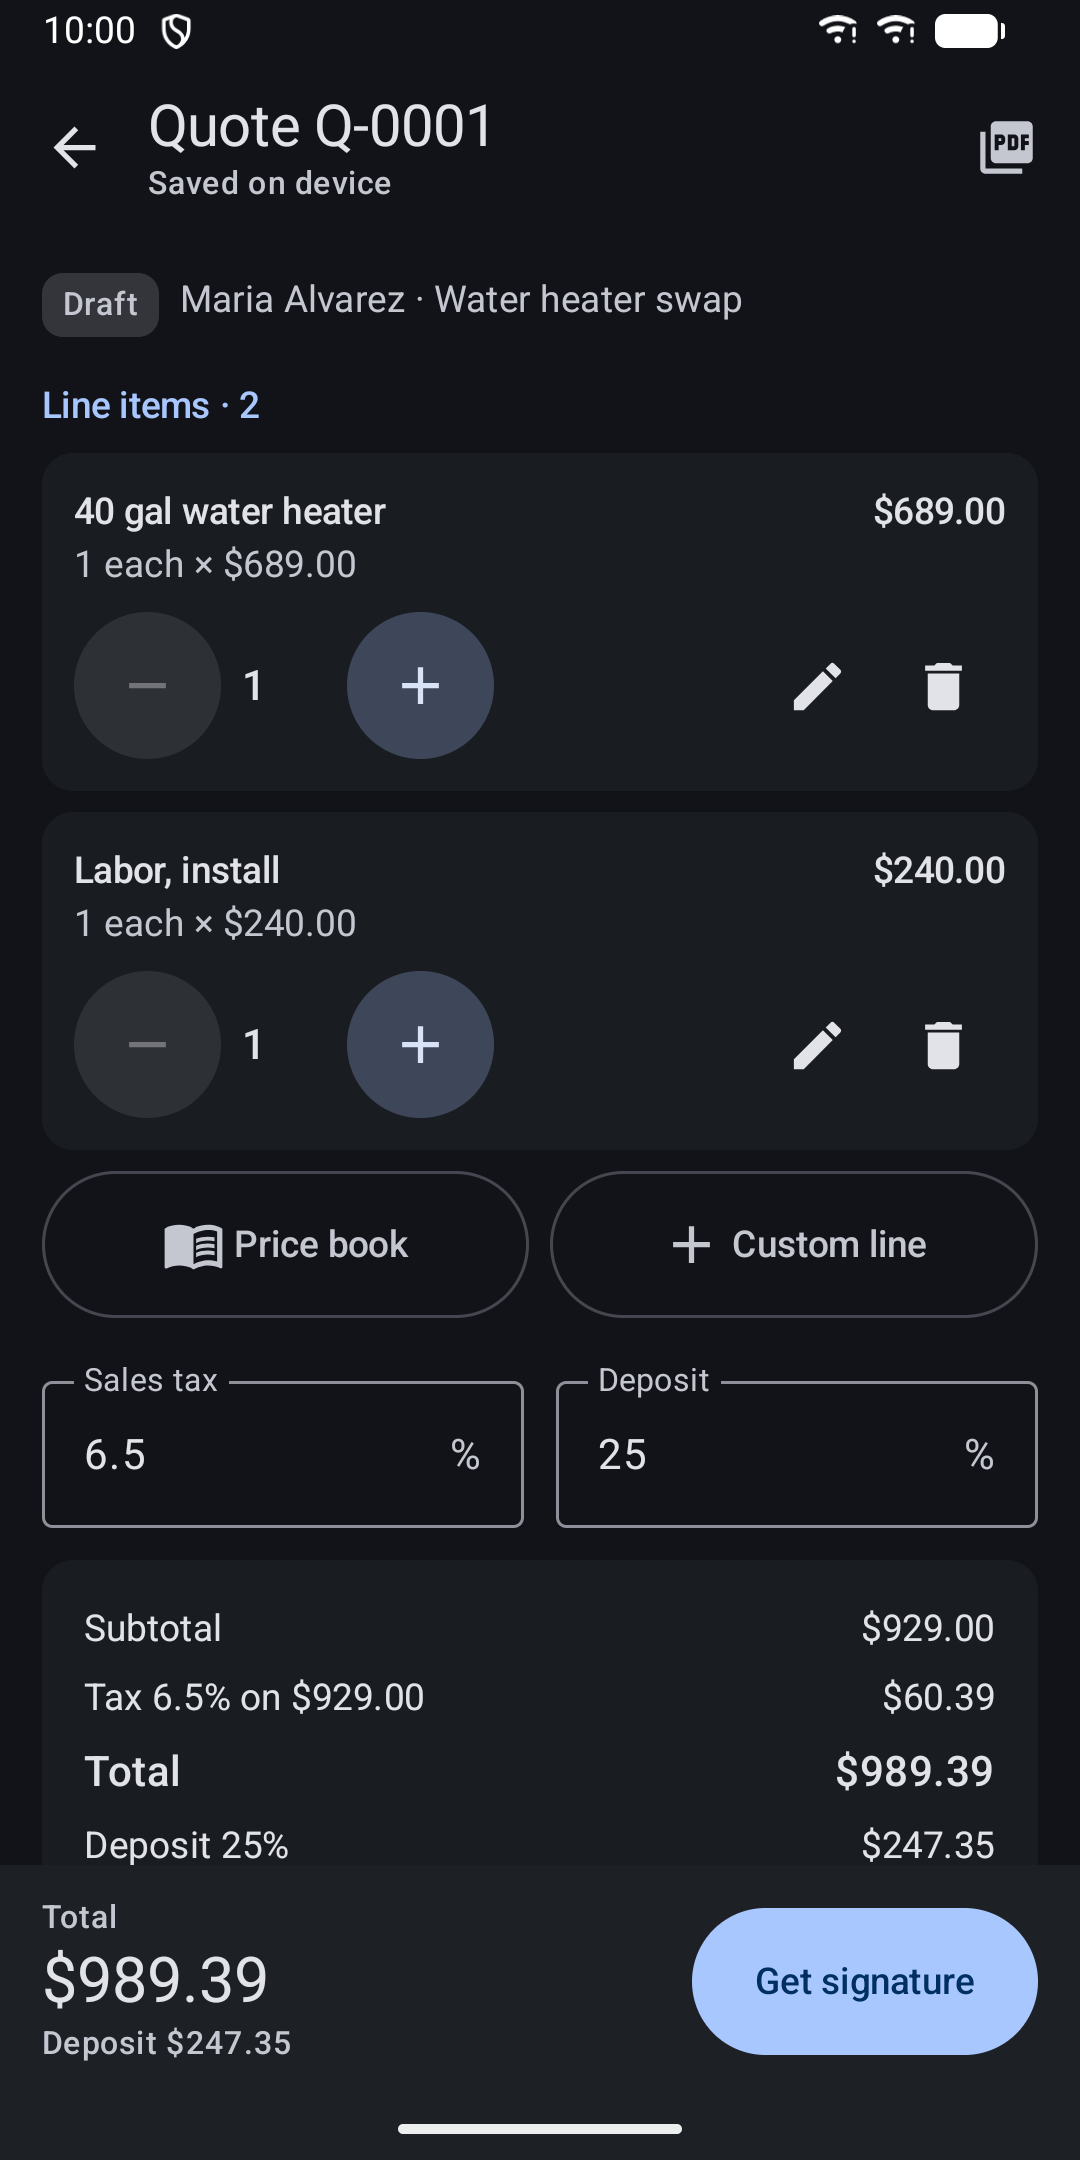 10:00
Quote Q-0001
Saved on device
PDF
Draft
Maria Alvarez · Water heater swap
Line items · 2
40 gal water heater $689.00
1 each × $689.00
1
Labor, install $240.00
1 each × $240.00
1
Price book
Custom line
Sales tax
6.5 %
Deposit
25 %
Subtotal $929.00
Tax 6.5% on $929.00 $60.39
Total $989.39
Deposit 25% $247.35
Total
$989.39
Deposit $247.35
Get signature